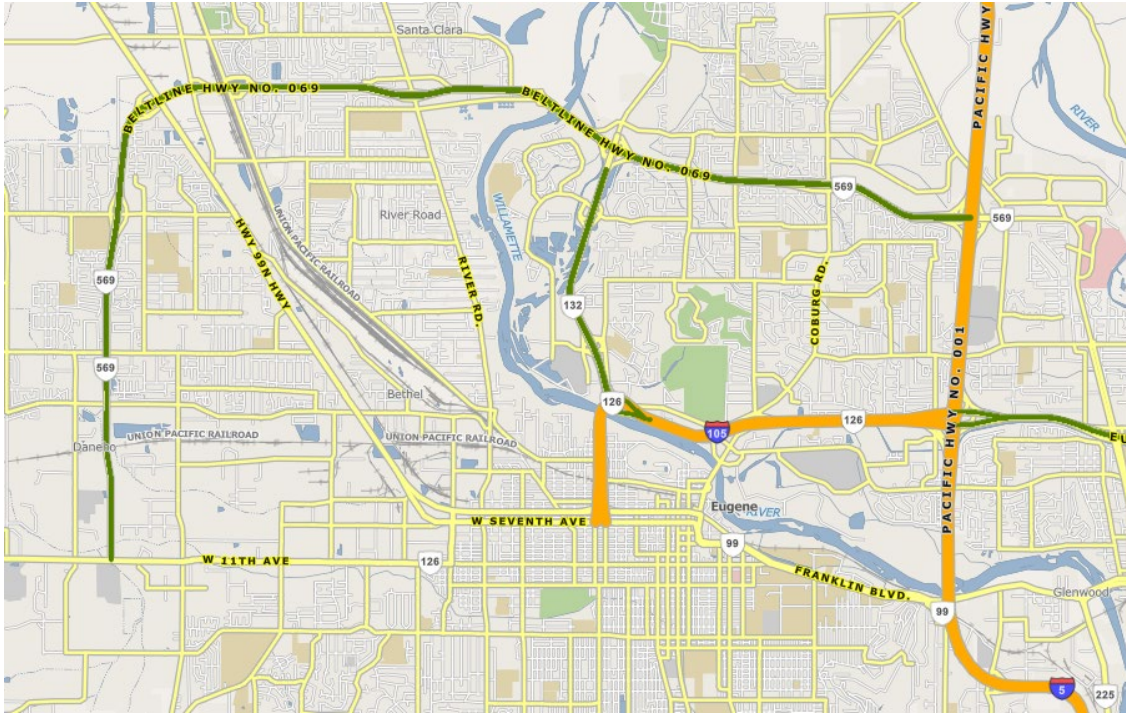 Santa Clara
PACIFIC HWY
BELTLINE HWY NO. 069
BELTLINE HWY NO. 069
RIVER
569
569
River Road
WILLAMETTE
UNION PACIFIC RAILROAD
HWY 99N HWY
RIVER RD.
COBURG RD.
569
132
PACIFIC HWY NO. 001
569
Bethel
126
126
105
UNION PACIFIC RAILROAD
UNION PACIFIC RAILROAD
Danebo
EU
Eugene
RIVER
W SEVENTH AVE
99
W 11TH AVE
126
FRANKLIN BLVD.
Glenwood
99
5
225